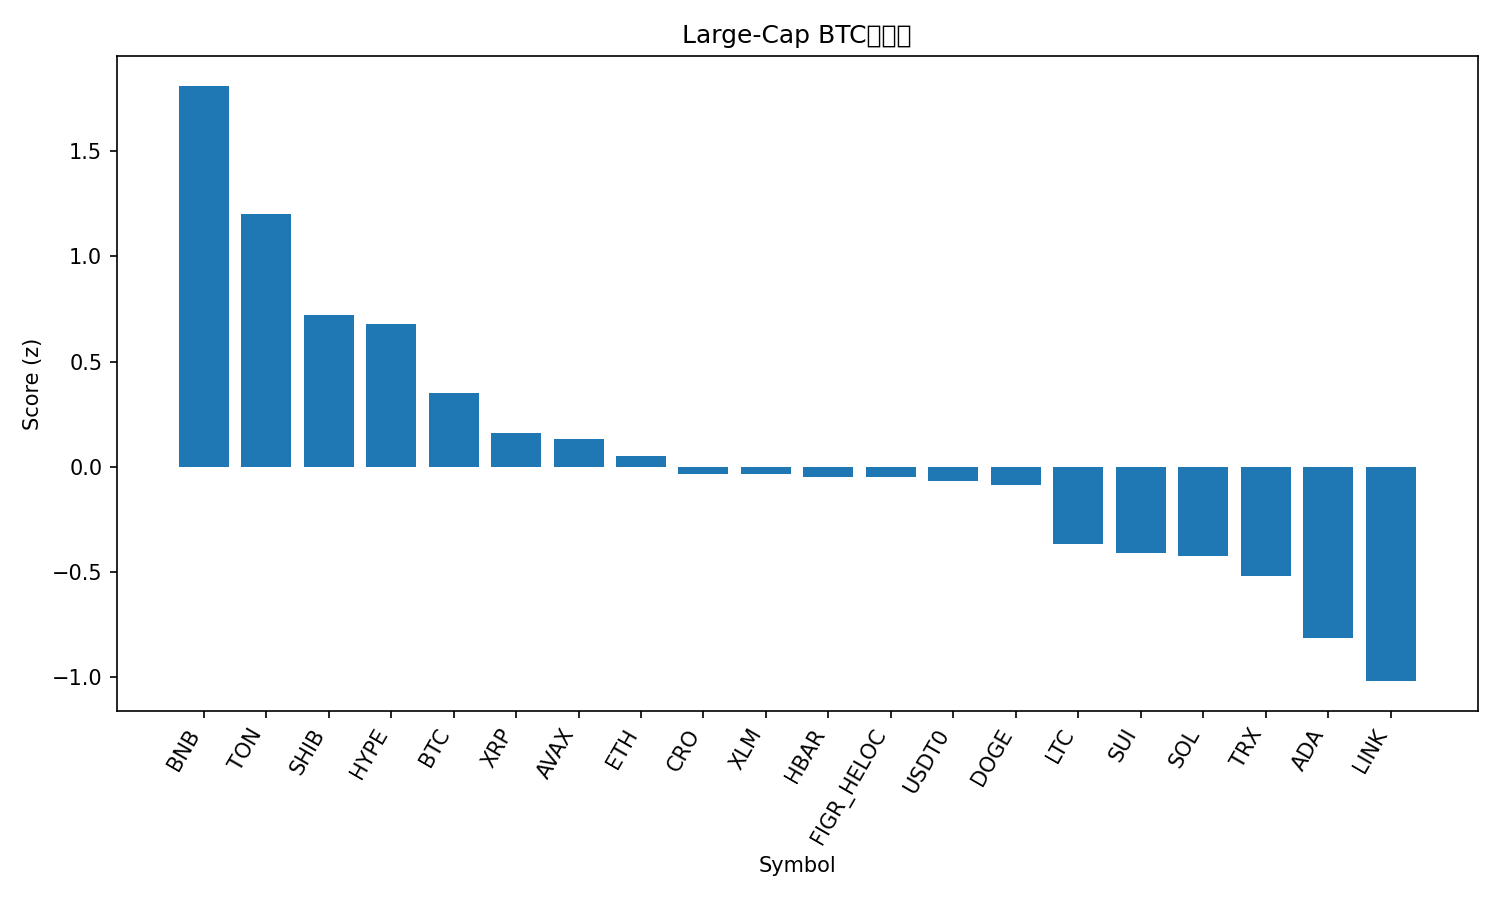 Large-Cap BTC
Score (z)
1.5
1.0
0.5
0.0
−0.5
−1.0
BNB
TON
SHIB
HYPE
BTC
XRP
AVAX
ETH
CRO
XLM
HBAR
FIGR_HELOC
USDT0
DOGE
LTC
SUI
SOL
TRX
ADA
LINK
Symbol